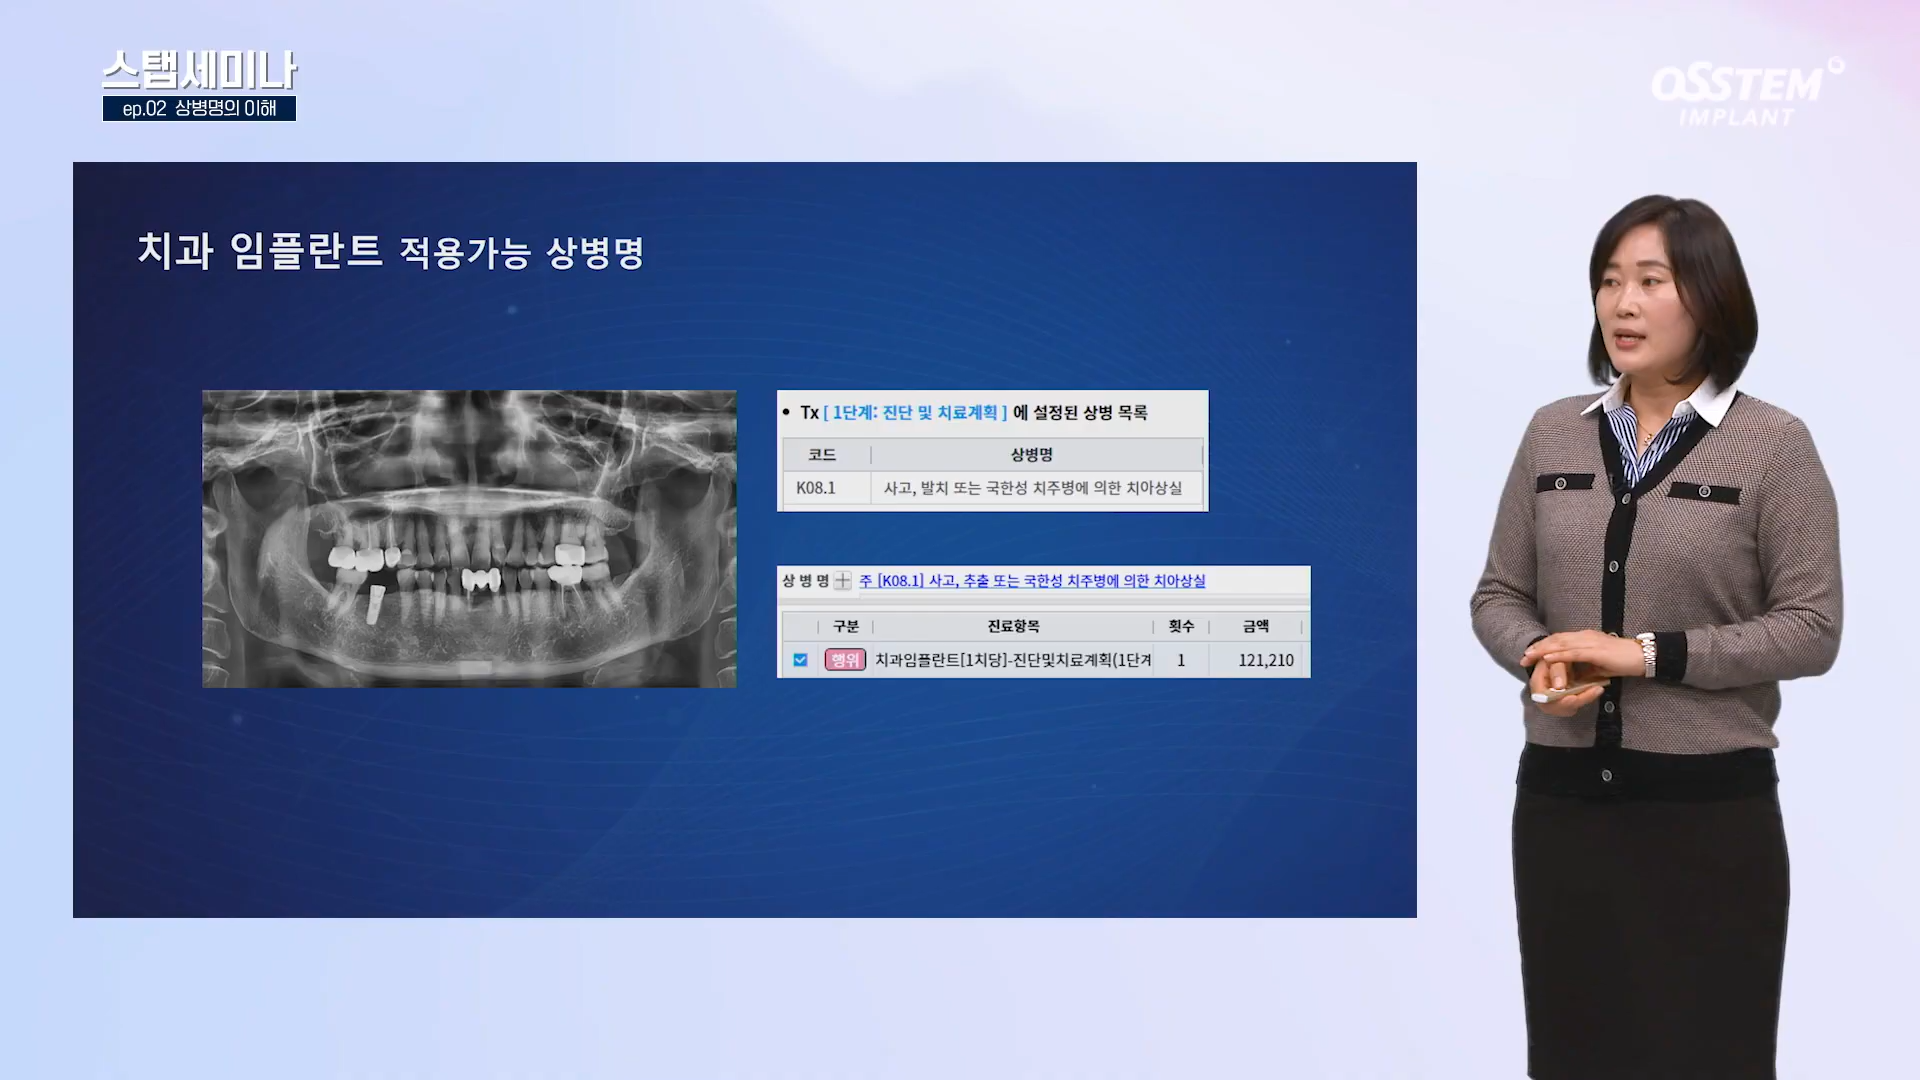 스탭세미나
ep.02 상병명의 이해
OSSTEM
IMPLANT
치과 임플란트 적용가능 상병명
• Tx [ 1단계: 진단 및 치료계획 ] 에 설정된 상병 목록
코드 상병명
K08.1 사고, 발치 또는 국한성 치주병에 의한 치아상실
상 병 명 주 [K08.1] 사고, 추출 또는 국한성 치주병에 의한 치아상실
구분 진료항목 횟수 금액
행위 치과임플란트[1치당]-진단및치료계획(1단계 1 121,210